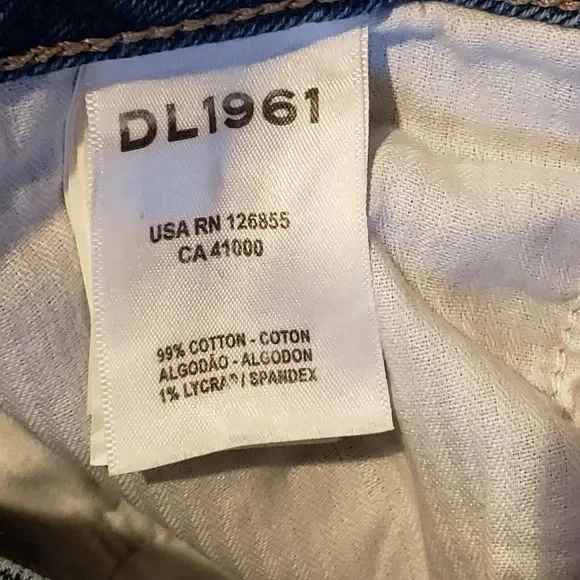 DL1961
USA RN 126855
CA 41000
99% COTTON - COTON
ALGODÃO - ALGODON
1% LYCRA® / SPANDEX